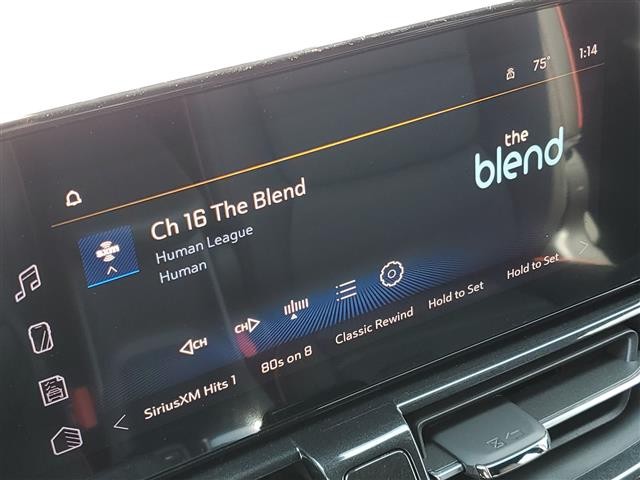 75° 1:14
the
blend
SXM
Ch 16 The Blend
Human League
Human
CH
CH
SiriusXM Hits 1
80s on 8
Classic Rewind
Hold to Set
Hold to Set